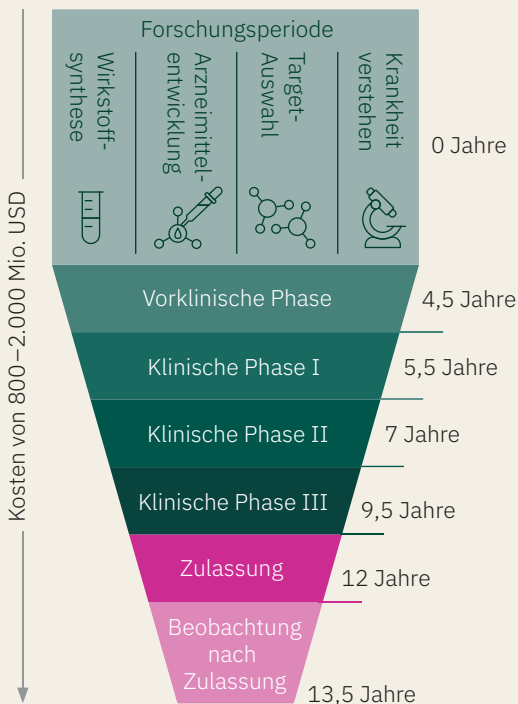 Forschungsperiode
Wirkstoff-
synthese
Arzneimittel-
entwicklung
Target-
Auswahl
Krankheit
verstehen
0 Jahre
Vorklinische Phase
4,5 Jahre
Klinische Phase I
5,5 Jahre
Klinische Phase II
7 Jahre
Klinische Phase III
9,5 Jahre
Zulassung
12 Jahre
Beobachtung
nach
Zulassung
13,5 Jahre
Kosten von 800–2.000 Mio. USD